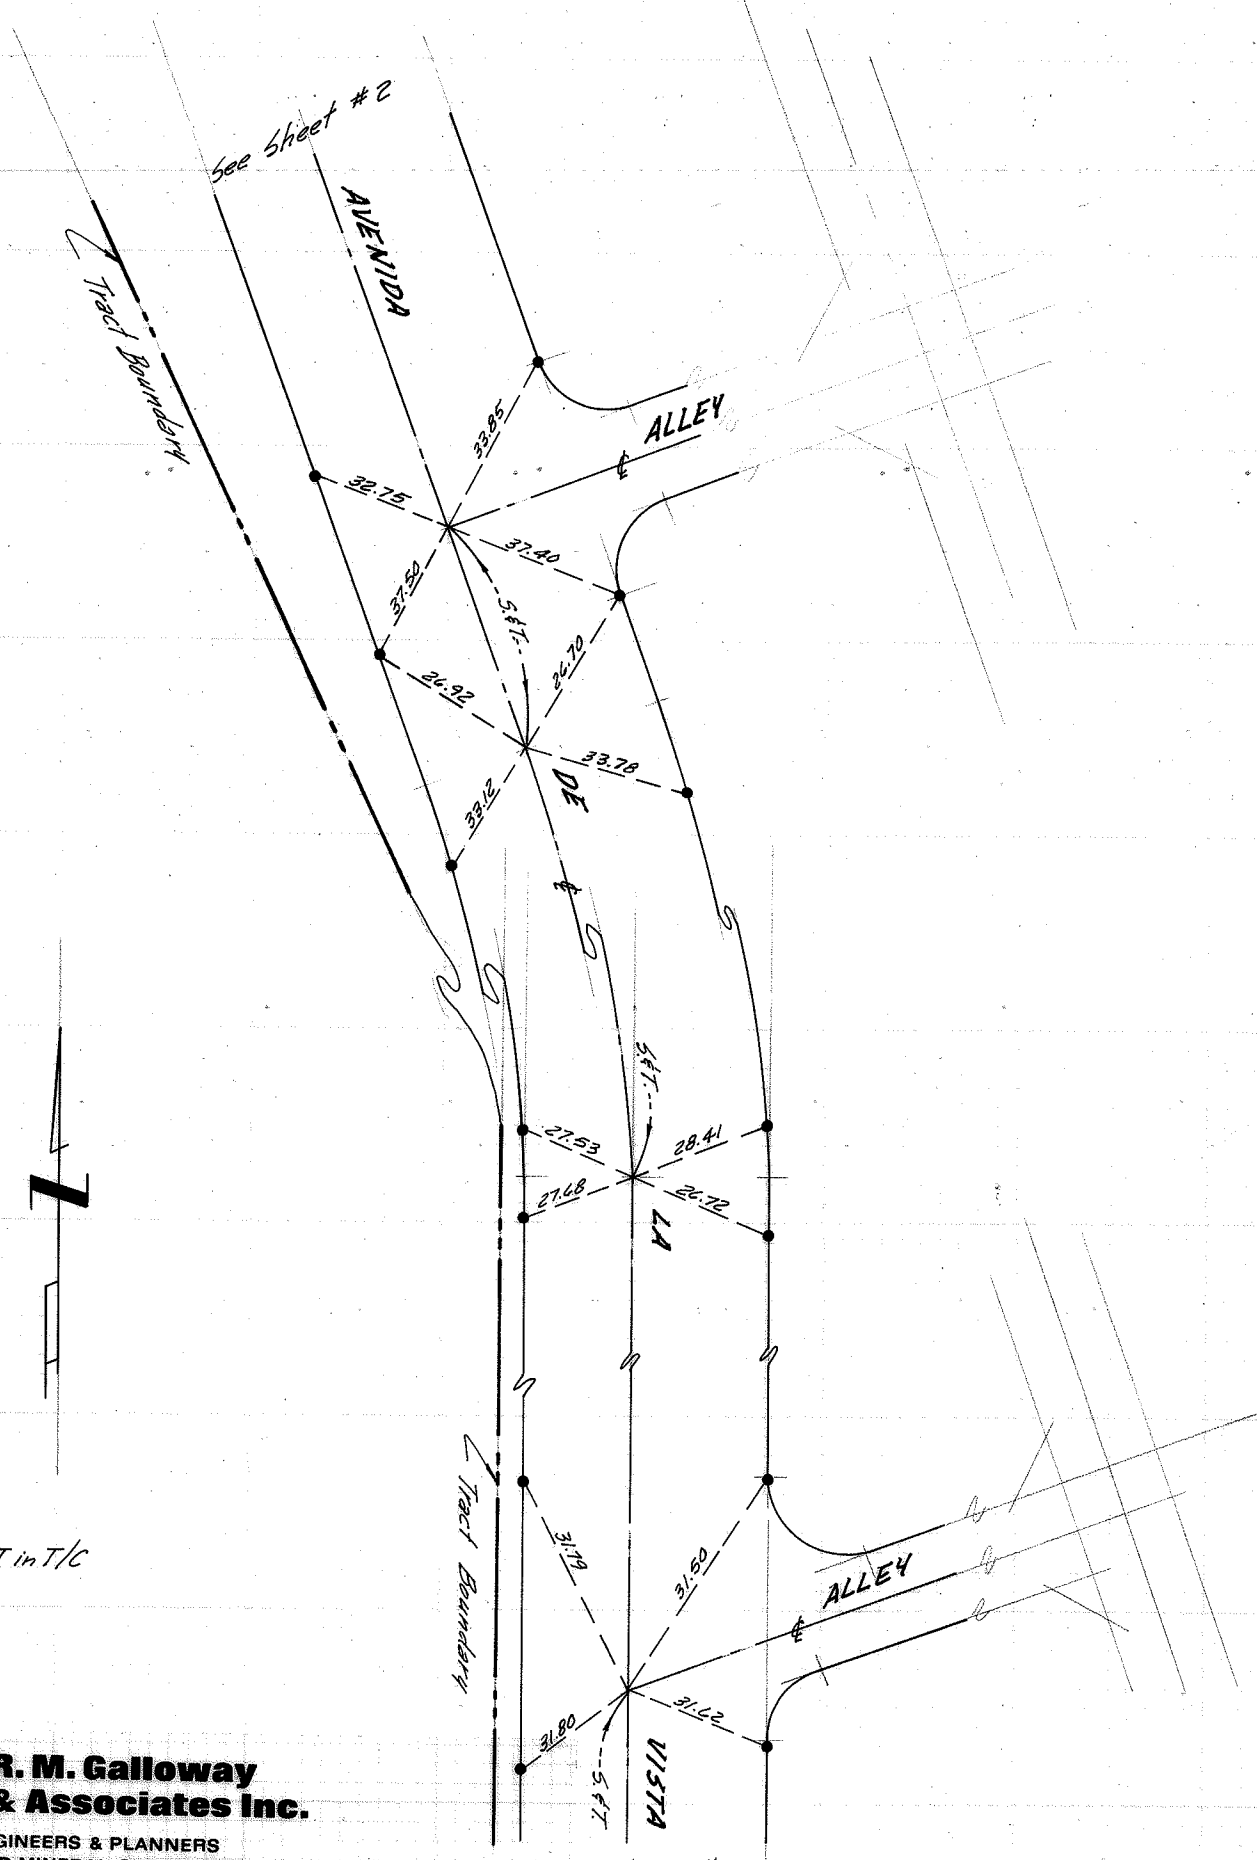 See Sheet # 2
AVENIDA
Tract Boundary
33.85
ALLEY
℄
32.75
37.40
37.50
S.&T.
26.70
26.92
33.78
DE
33.12
℄
S.&T.
27.53
28.41
27.68
26.72
LA
Tract Boundary
31.79
31.50
ALLEY
℄
T in T/C
31.62
31.80
S.&T.
VISTA
R. M. Galloway
& Associates Inc.
GINEERS & PLANNERS